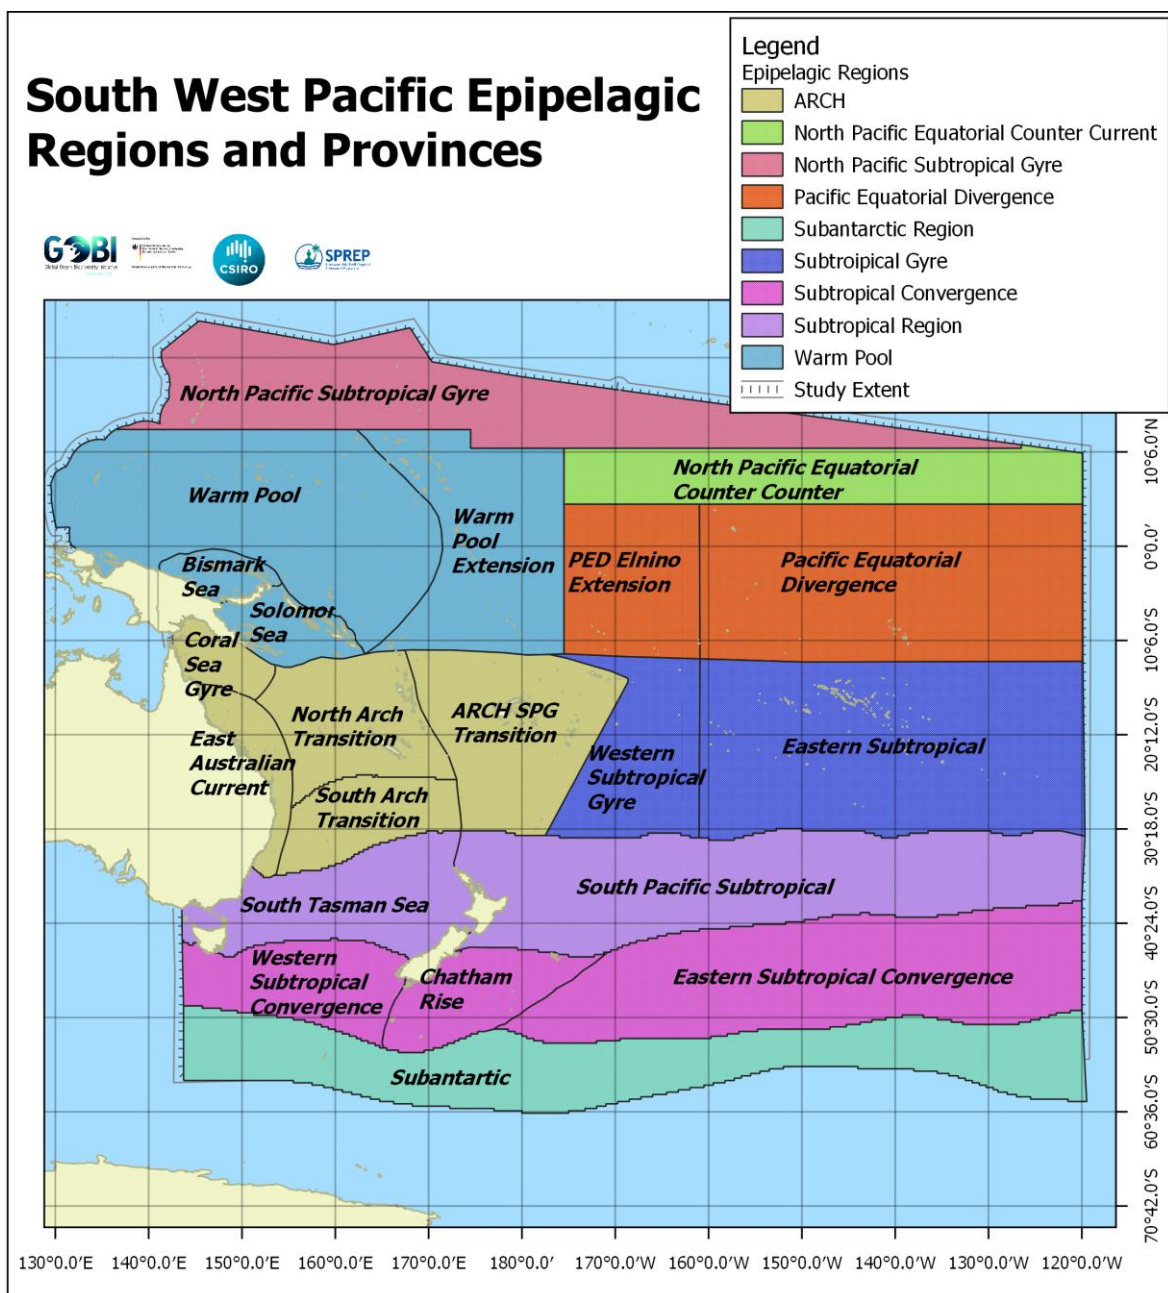 South West Pacific Epipelagic
Regions and Provinces
GOBI
Global Ocean Biodiversity Initiative
CSIRO
SPREP
Legend
Epipelagic Regions
ARCH
North Pacific Equatorial Counter Current
North Pacific Subtropical Gyre
Pacific Equatorial Divergence
Subantarctic Region
Subtroipical Gyre
Subtropical Convergence
Subtropical Region
Warm Pool
Study Extent
North Pacific Subtropical Gyre
North Pacific Equatorial
Counter Counter
Warm Pool
Warm
Pool
Extension
PED Elnino
Extension
Pacific Equatorial
Divergence
Bismark
Sea
Solomor
Sea
Coral
Sea
Gyre
North Arch
Transition
ARCH SPG
Transition
East
Australian
Current
South Arch
Transition
Western
Subtropical
Gyre
Eastern Subtropical
South Tasman Sea
South Pacific Subtropical
Western
Subtropical
Convergence
Chatham
Rise
Eastern Subtropical Convergence
Subantartic
10°6.0'N
0°0.0'
10°6.0'S
20°12.0'S
30°18.0'S
40°24.0'S
50°30.0'S
60°36.0'S
70°42.0'S
130°0.0'E
140°0.0'E
150°0.0'E
160°0.0'E
170°0.0'E
180°0.0'
170°0.0'W
160°0.0'W
150°0.0'W
140°0.0'W
130°0.0'W
120°0.0'W